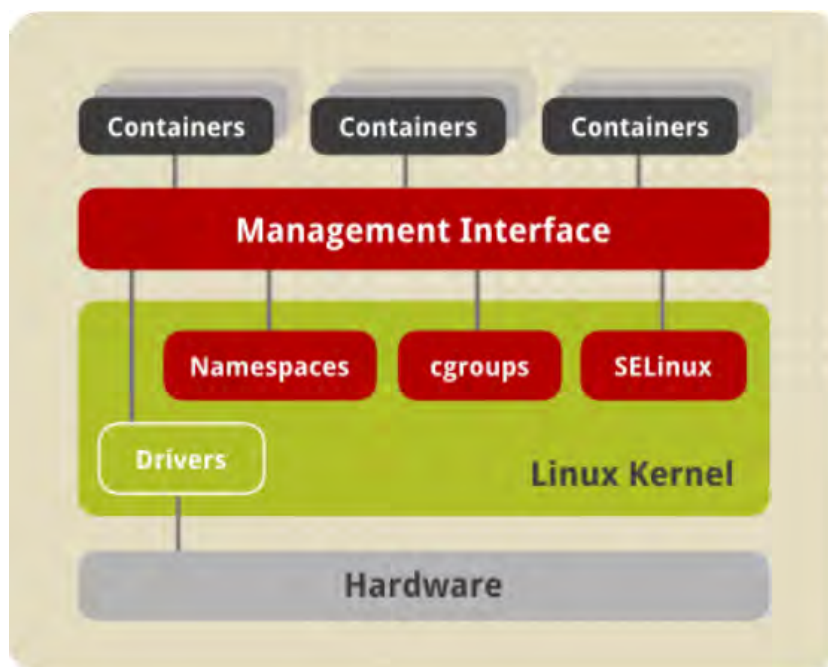 Containers Containers Containers
Management Interface
Namespaces cgroups SELinux
Drivers
Linux Kernel
Hardware